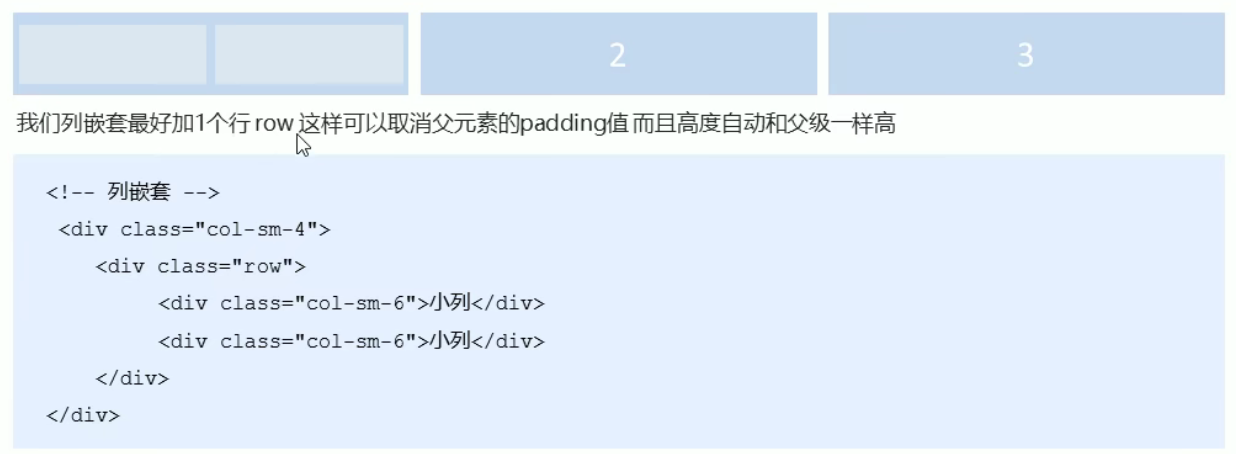 2
3
我们列嵌套最好加1个行 row 这样可以取消父元素的padding值 而且高度自动和父级一样高
<!-- 列嵌套 -->
<div class="col-sm-4">
<div class="row">
<div class="col-sm-6">小列</div>
<div class="col-sm-6">小列</div>
</div>
</div>